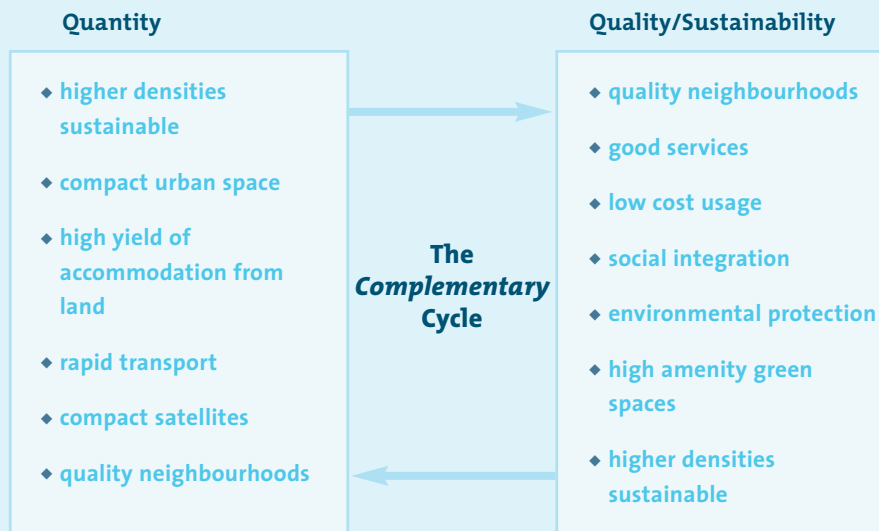 Quantity
◆ higher densities
sustainable
◆ compact urban space
◆ high yield of
accommodation from
land
◆ rapid transport
◆ compact satellites
◆ quality neighbourhoods
The
Complementary
Cycle
Quality/Sustainability
◆ quality neighbourhoods
◆ good services
◆ low cost usage
◆ social integration
◆ environmental protection
◆ high amenity green
spaces
◆ higher densities
sustainable